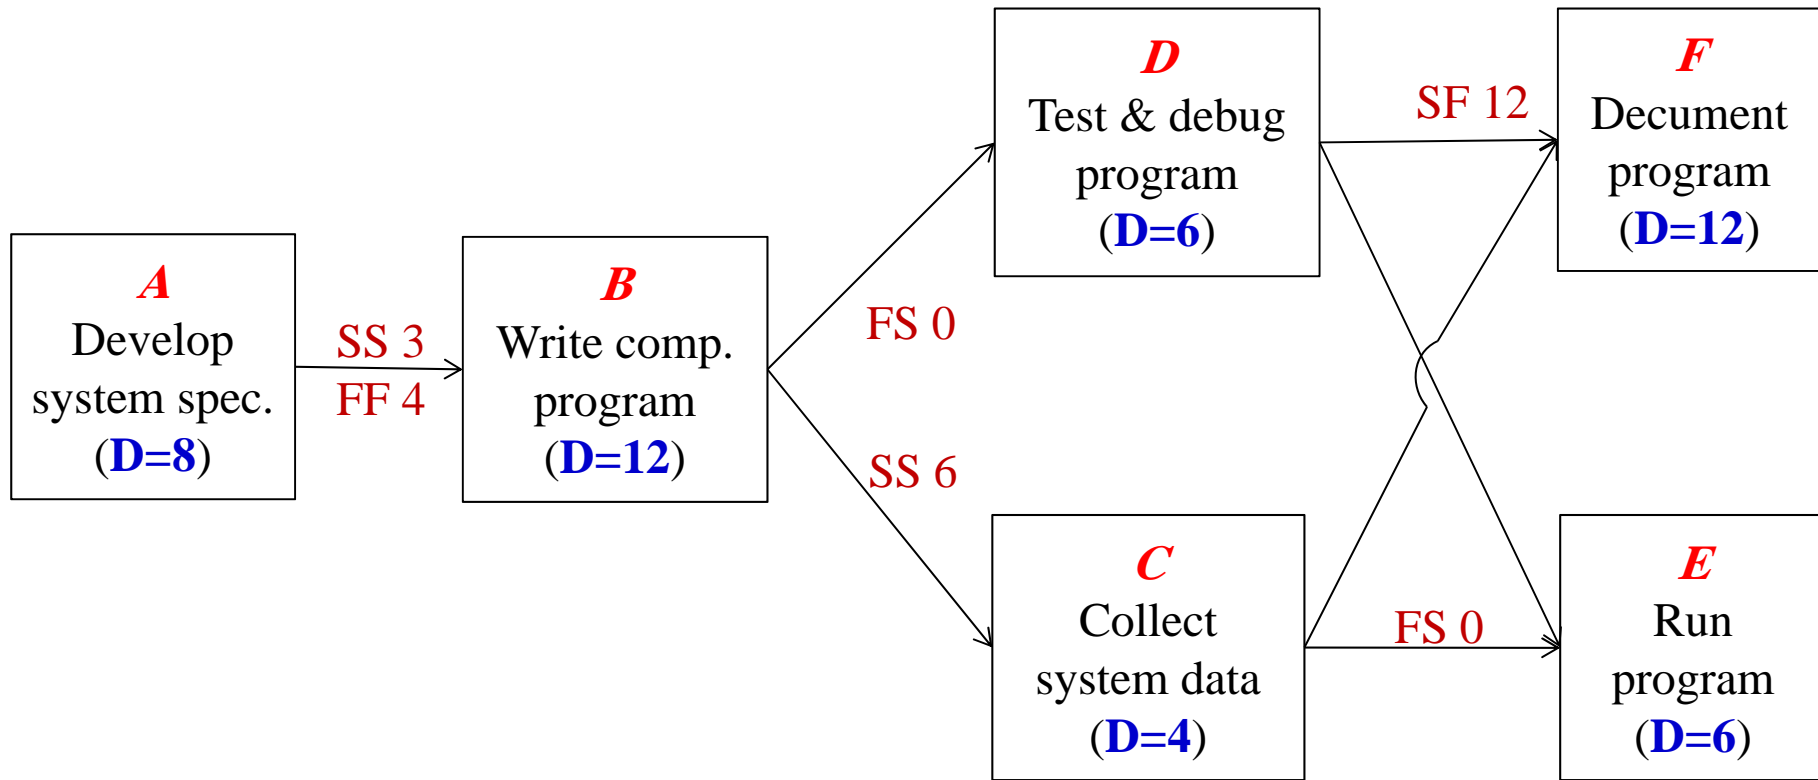 A
Develop
system spec.
(D=8)
SS 3
FF 4
B
Write comp.
program
(D=12)
FS 0
SS 6
D
Test & debug
program
(D=6)
C
Collect
system data
(D=4)
SF 12
FS 0
F
Decument
program
(D=12)
E
Run
program
(D=6)